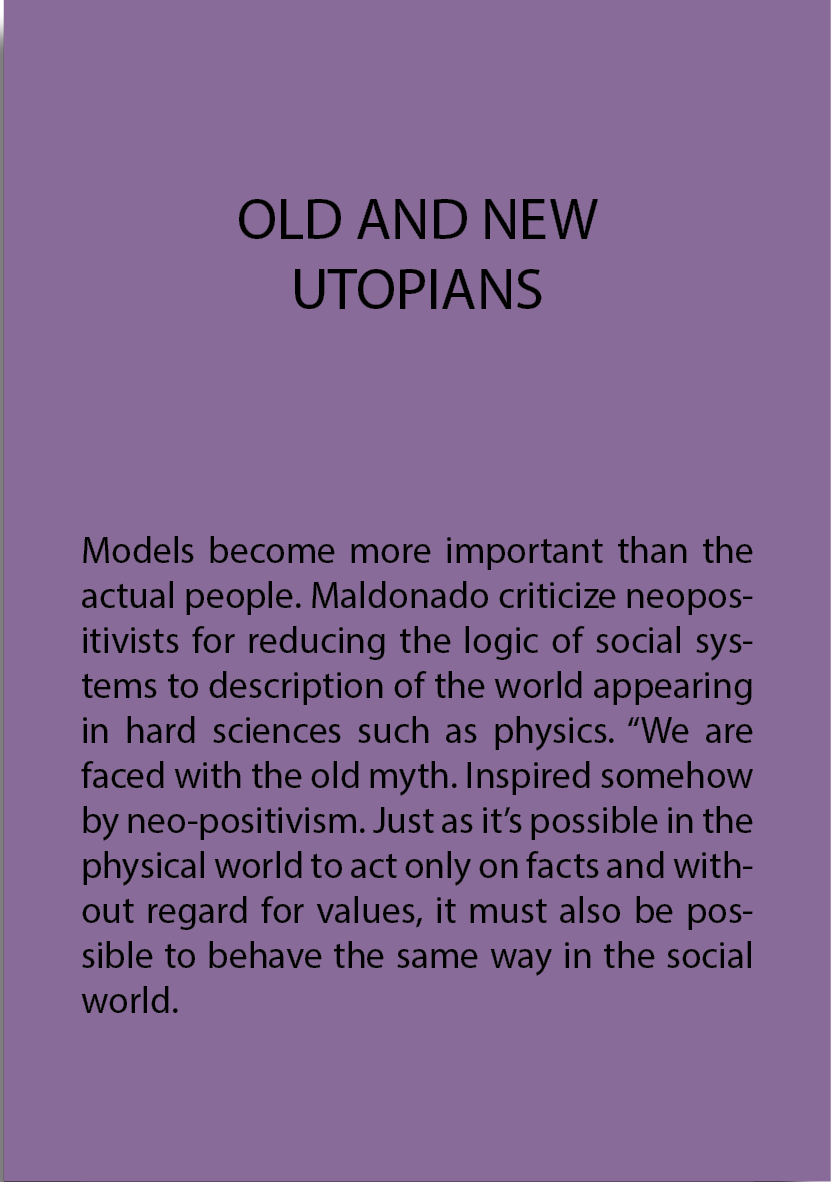 OLD AND NEW
UTOPIANS
Models become more important than the
actual people. Maldonado criticize neopos-
itivists for reducing the logic of social sys-
tems to description of the world appearing
in hard sciences such as physics. “We are
faced with the old myth. Inspired somehow
by neo-positivism. Just as it’s possible in the
physical world to act only on facts and with-
out regard for values, it must also be pos-
sible to behave the same way in the social
world.